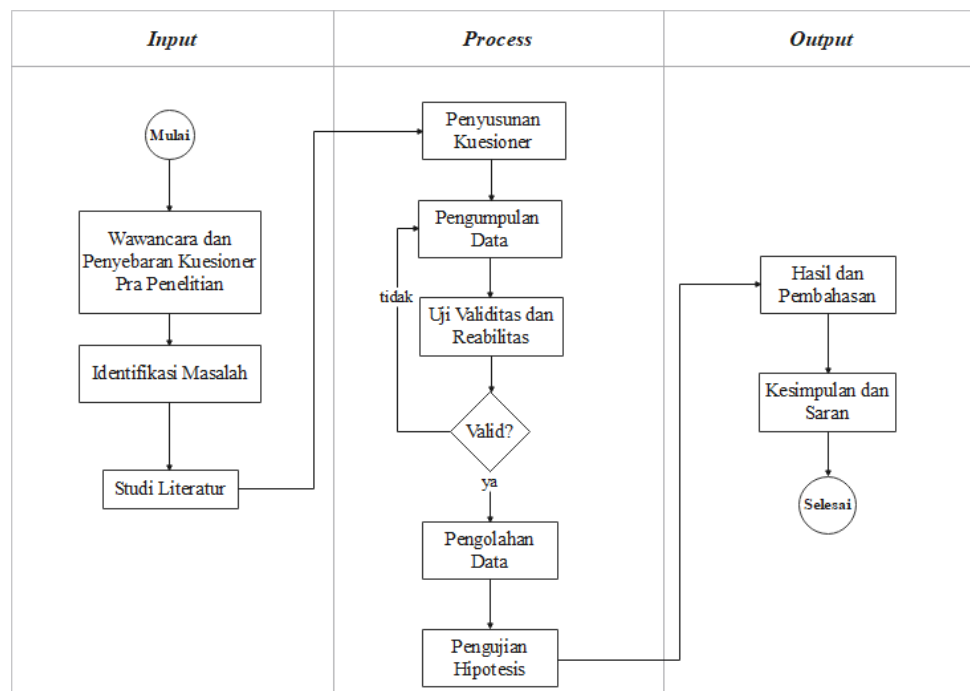 Input
Process
Output
Mulai
Wawancara dan
Penyebaran Kuesioner
Pra Penelitian
Identifikasi Masalah
Studi Literatur
Penyusunan
Kuesioner
Pengumpulan
Data
tidak
Uji Validitas dan
Reabilitas
Valid?
ya
Pengolahan
Data
Pengujian
Hipotesis
Hasil dan
Pembahasan
Kesimpulan dan
Saran
Selesai